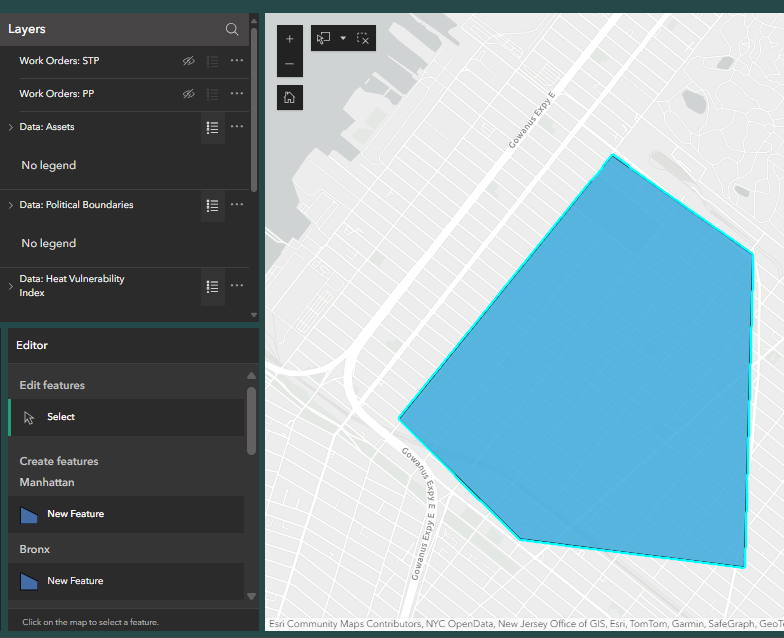 Layers
Work Orders: STP
Work Orders: PP
Data: Assets
No legend
Data: Political Boundaries
No legend
Data: Heat Vulnerability
Index
Editor
Edit features
Select
Create features
Manhattan
New Feature
Bronx
New Feature
Click on the map to select a feature.
Gowanus Expy E
Gowanus Expy E
Gowanus Expy E
Esri Community Maps Contributors, NYC OpenData, New Jersey Office of GIS, Esri, TomTom, Garmin, SafeGraph, GeoT